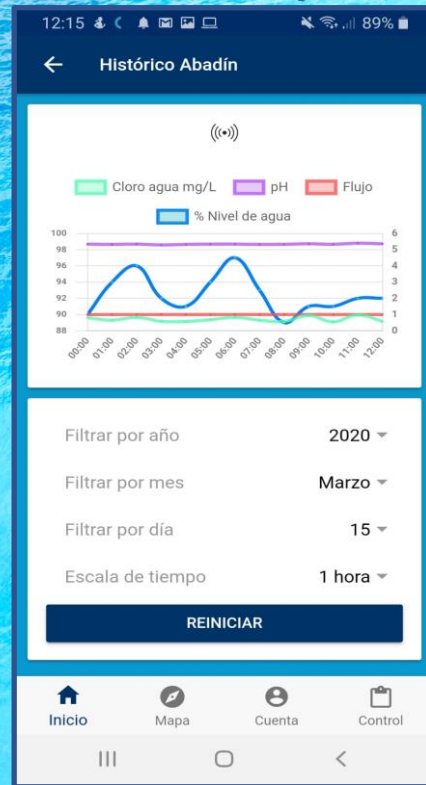 12:15 89%
Histórico Abadín
Cloro agua mg/L pH Flujo
% Nivel de agua
100 6
98 5
96 4
94 3
92 2
90 1
88 0
00:00 01:00 02:00 03:00 04:00 05:00 06:00 07:00 08:00 09:00 10:00 11:00 12:00
Filtrar por año 2020
Filtrar por mes Marzo
Filtrar por día 15
Escala de tiempo 1 hora
REINICIAR
Inicio Mapa Cuenta Control